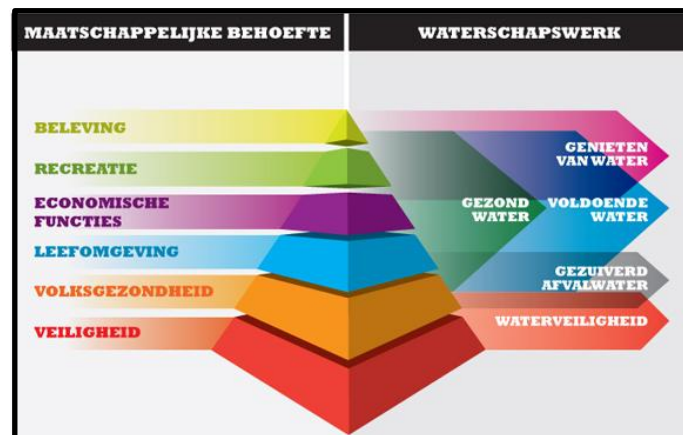 MAATSCHAPPELIJKE BEHOEFTE
WATERSCHAPSWERK
BELEVING
RECREATIE
ECONOMISCHE
FUNCTIES
LEEFOMGEVING
VOLKSGEZONDHEID
VEILIGHEID
GENIETEN
VAN WATER
GEZOND
WATER
VOLDOENDE
WATER
GEZUIVERD
AFVALWATER
WATERVEILIGHEID